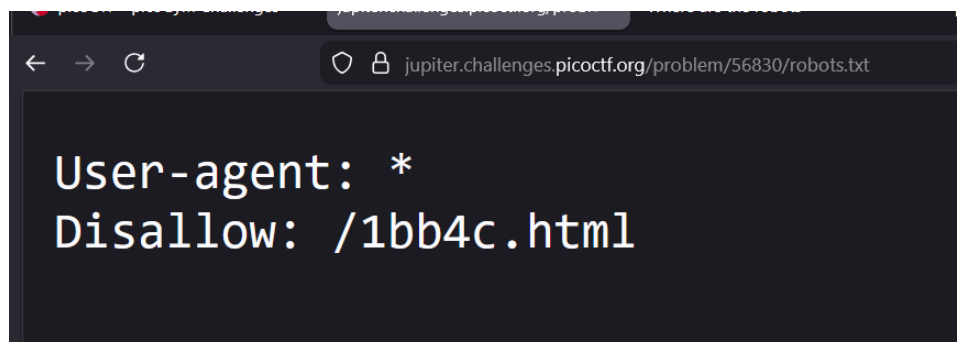 jupiter.challenges.picoctf.org/problem/56830/robots.txt
User-agent: *
Disallow: /1bb4c.html